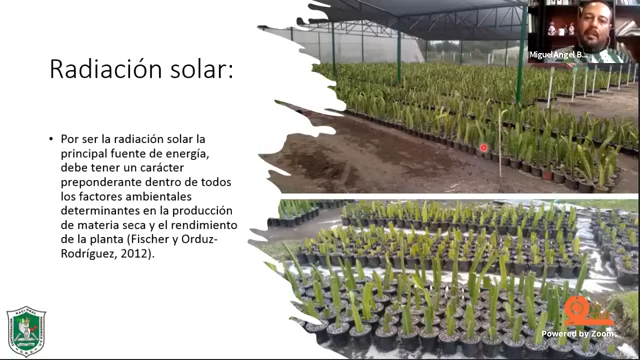 Radiación solar:
• Por ser la radiación solar la
principal fuente de energía,
debe tener un carácter
preponderante dentro de todos
los factores ambientales
determinantes en la producción
de materia seca y el rendimiento
de la planta (Fischer y Orduz-
Rodríguez, 2012).
MiguelAngel B...
Powered by Zoom